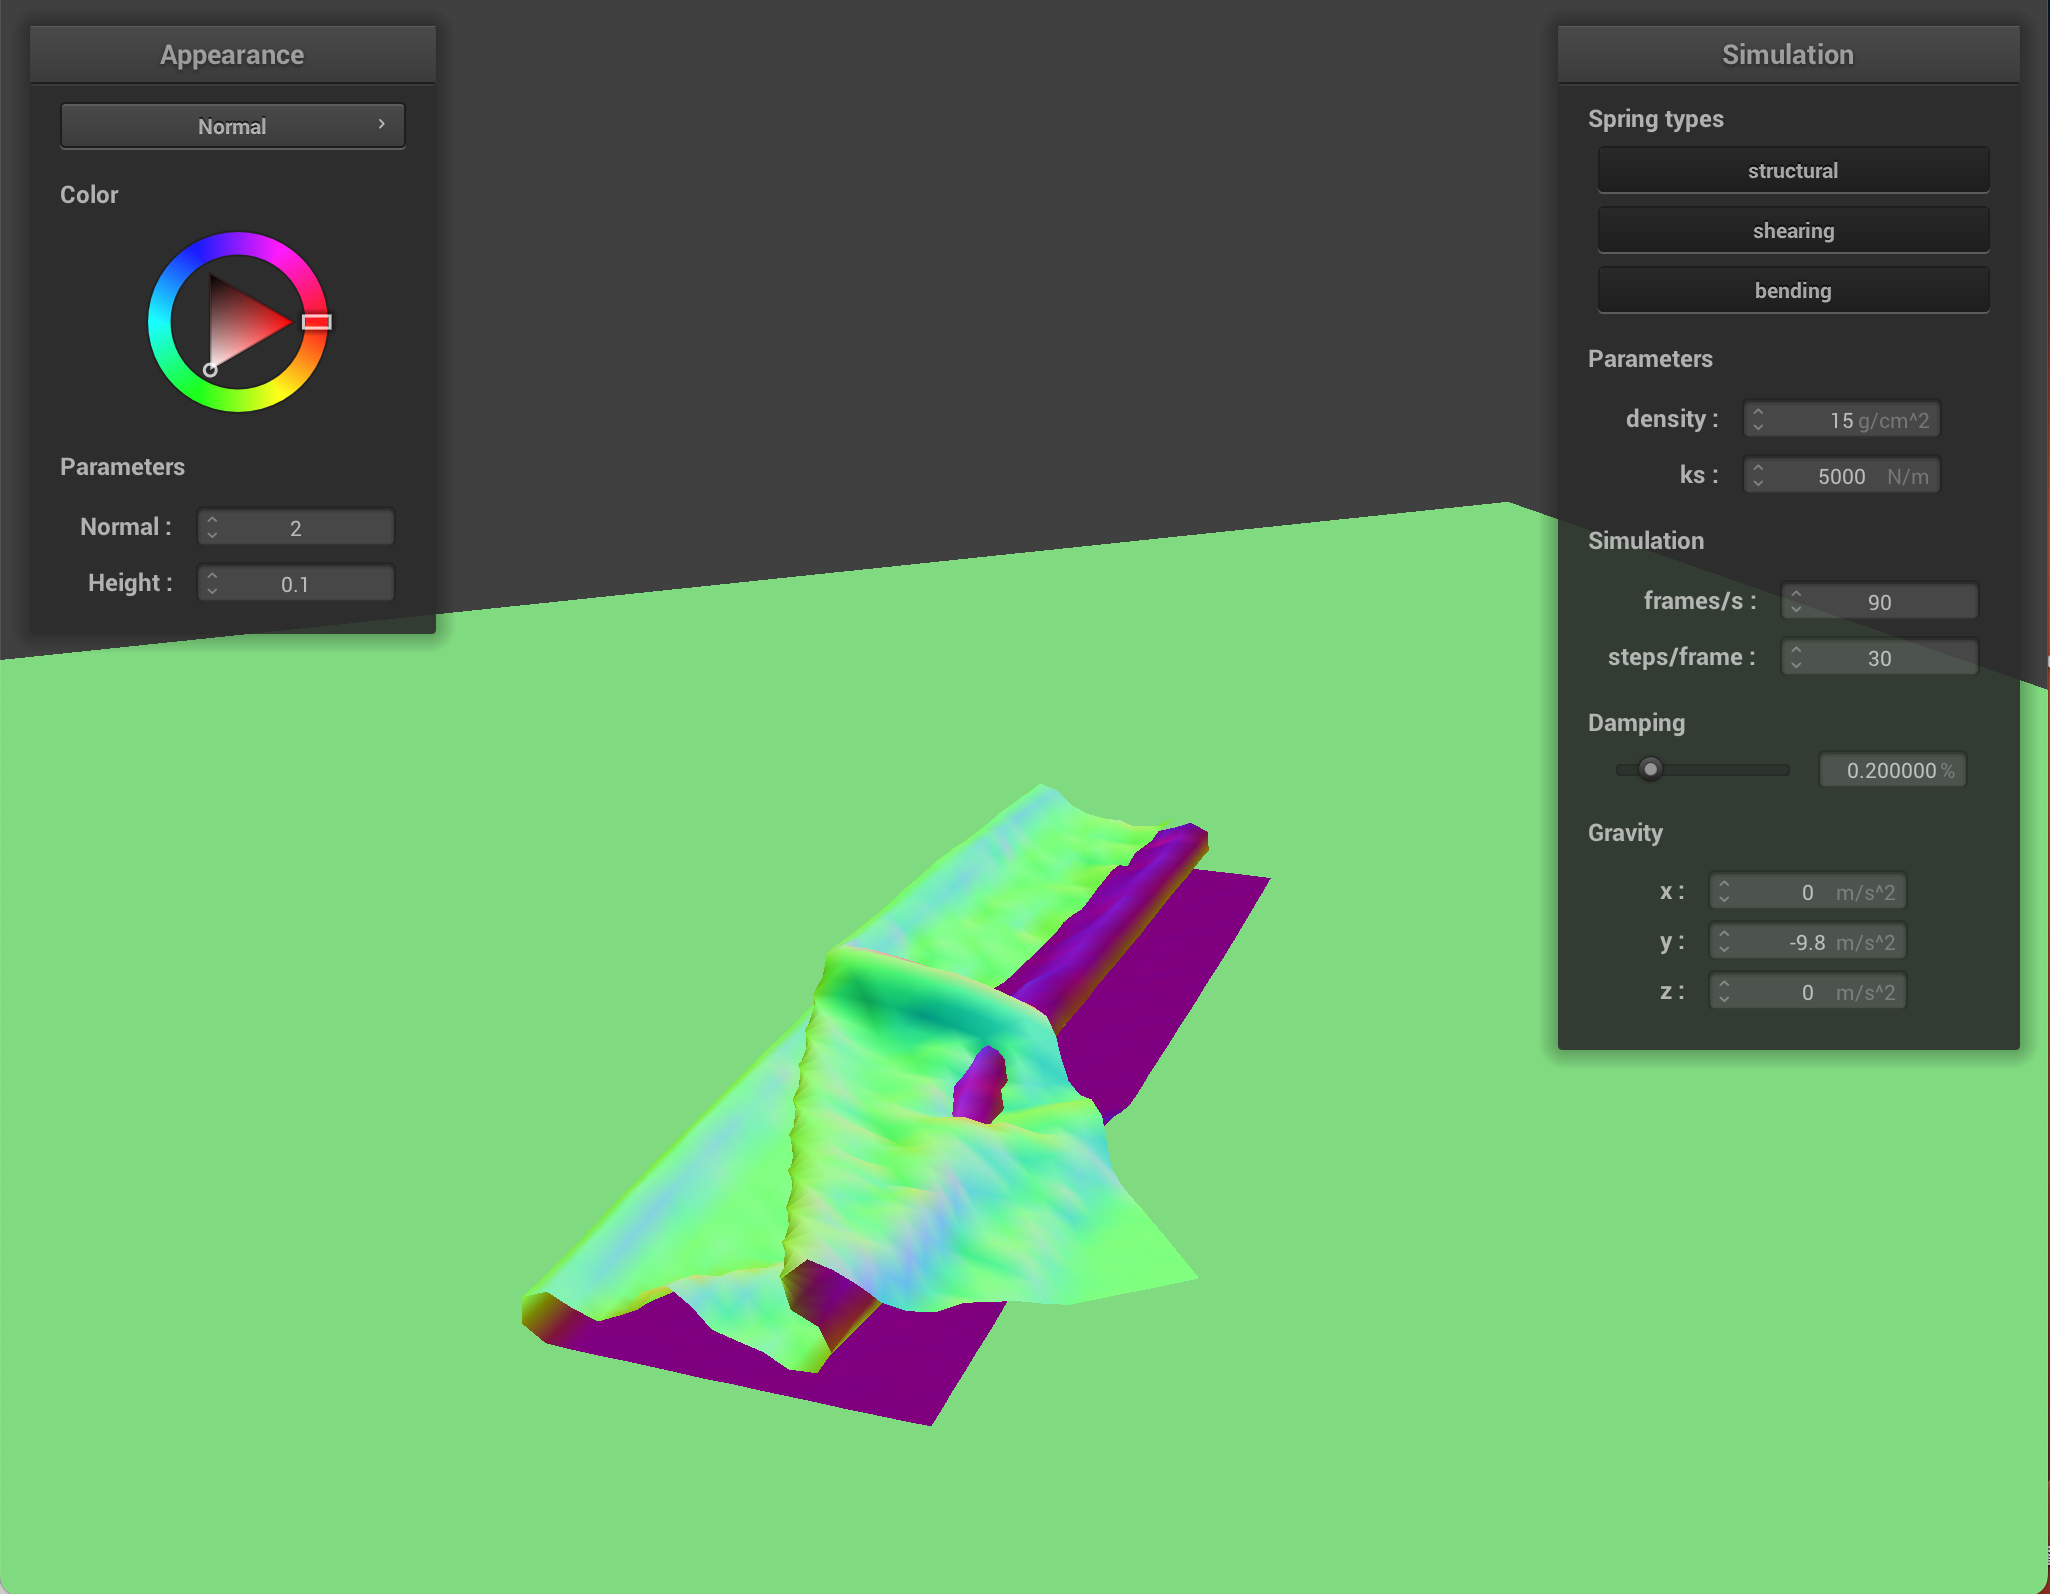 Appearance
Normal
Color
Parameters
Normal : 2
Height : 0.1
Simulation
Spring types
structural
shearing
bending
Parameters
density : 15 g/cm^2
ks : 5000 N/m
Simulation
frames/s : 90
steps/frame : 30
Damping
0.200000 %
Gravity
x : 0 m/s^2
y : -9.8 m/s^2
z : 0 m/s^2